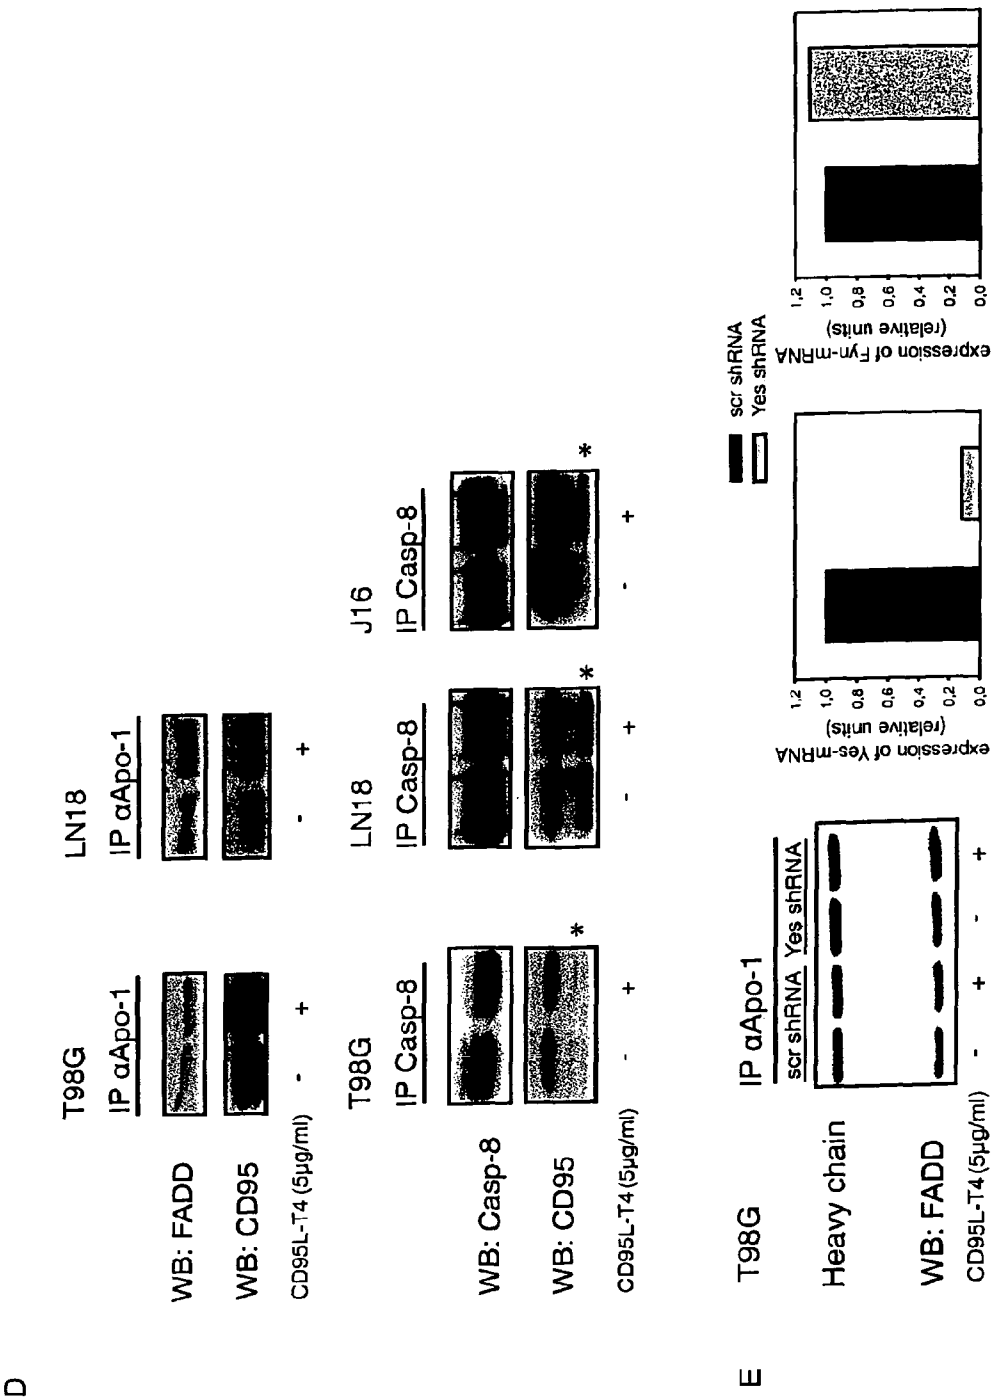 D
T98G
LN18
IP αApo-1
IP αApo-1
WB: FADD
WB: CD95
CD95L-T4 (5µg/ml)
- +
- +
T98G
LN18
J16
IP Casp-8
IP Casp-8
IP Casp-8
WB: Casp-8
WB: CD95
*
*
*
CD95L-T4 (5µg/ml)
- +
- +
- +
E
T98G
IP αApo-1
scr shRNA Yes shRNA
Heavy chain
WB: FADD
CD95L-T4 (5µg/ml)
- + - +
scr shRNA
Yes shRNA
expression of Yes-mRNA
(relative units)
1,2
1,0
0,8
0,6
0,4
0,2
0,0
expression of Fyn-mRNA
(relative units)
1,2
1,0
0,8
0,6
0,4
0,2
0,0